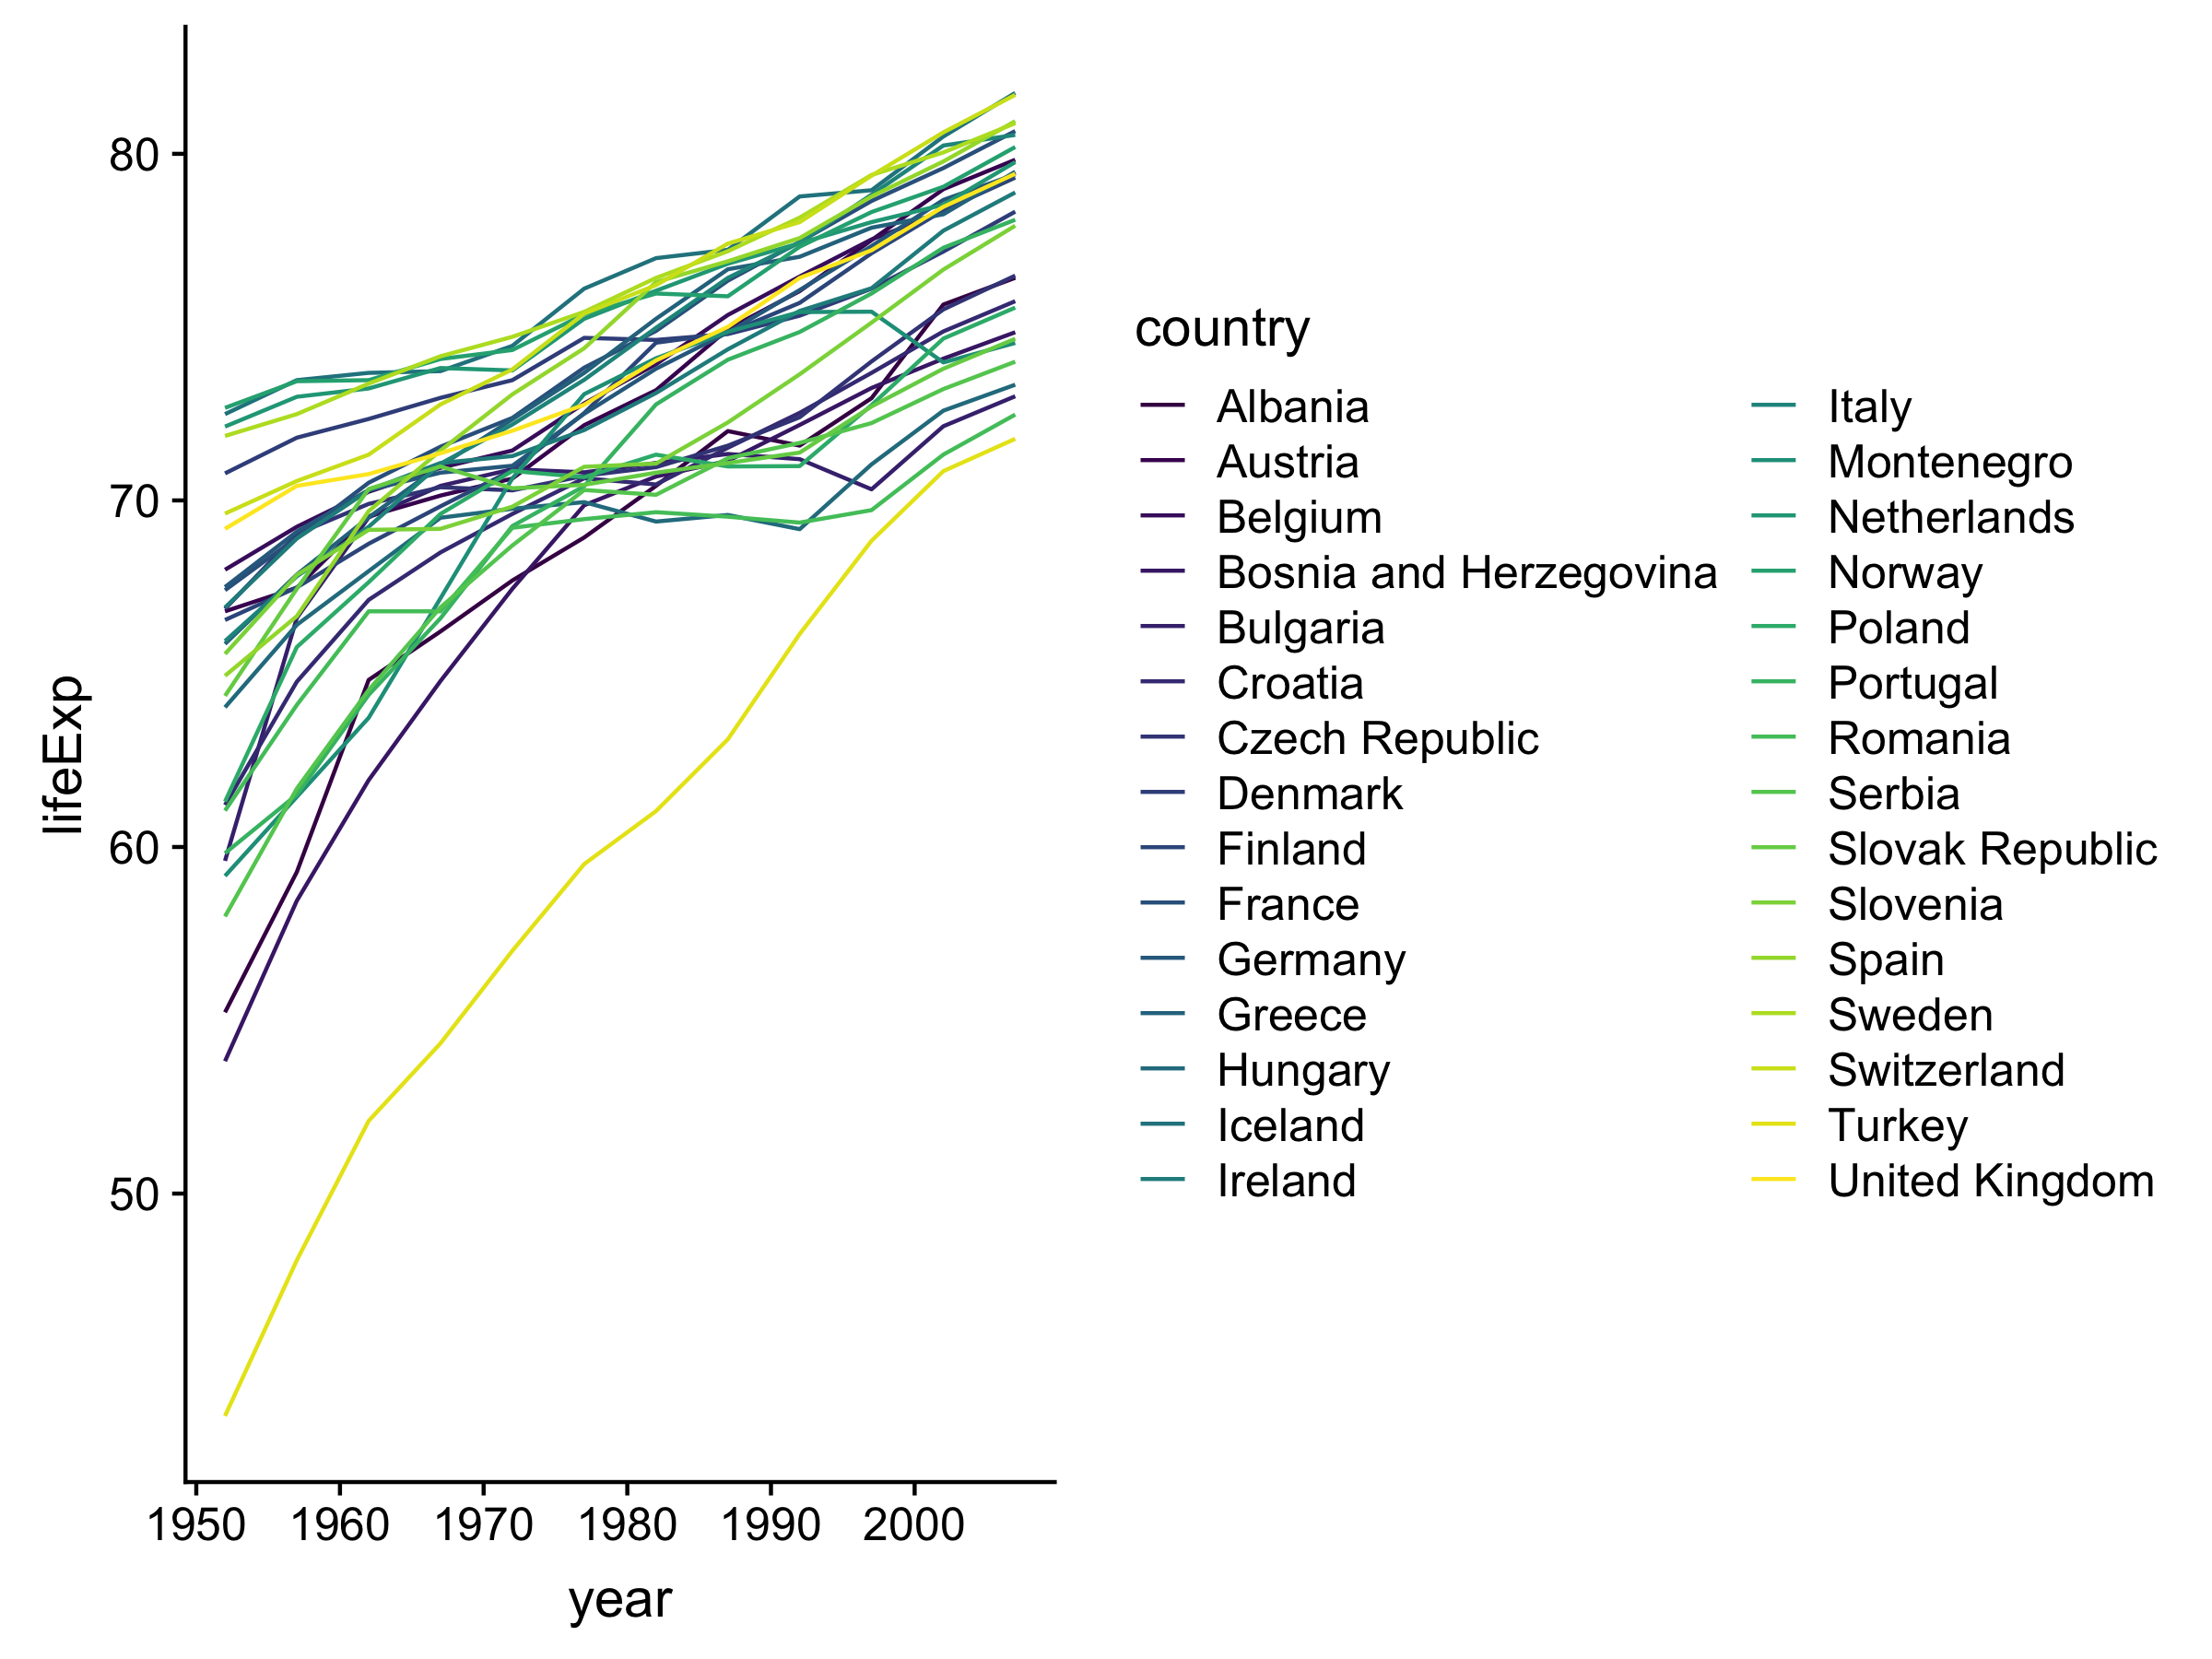 lifeExp
80
70
60
50
1950 1960 1970 1980 1990 2000
year
country
Albania
Austria
Belgium
Bosnia and Herzegovina
Bulgaria
Croatia
Czech Republic
Denmark
Finland
France
Germany
Greece
Hungary
Iceland
Ireland
Italy
Montenegro
Netherlands
Norway
Poland
Portugal
Romania
Serbia
Slovak Republic
Slovenia
Spain
Sweden
Switzerland
Turkey
United Kingdom